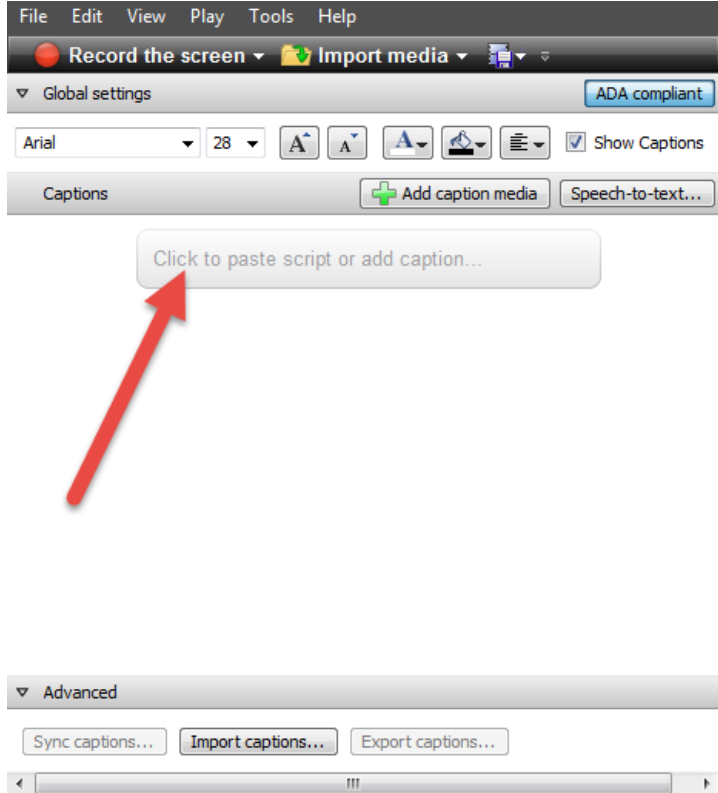 File Edit View Play Tools Help
Record the screen Import media
Global settings ADA compliant
Arial 28 A A A Show Captions
Captions Add caption media Speech-to-text...
Click to paste script or add caption...
Advanced
Sync captions... Import captions... Export captions...